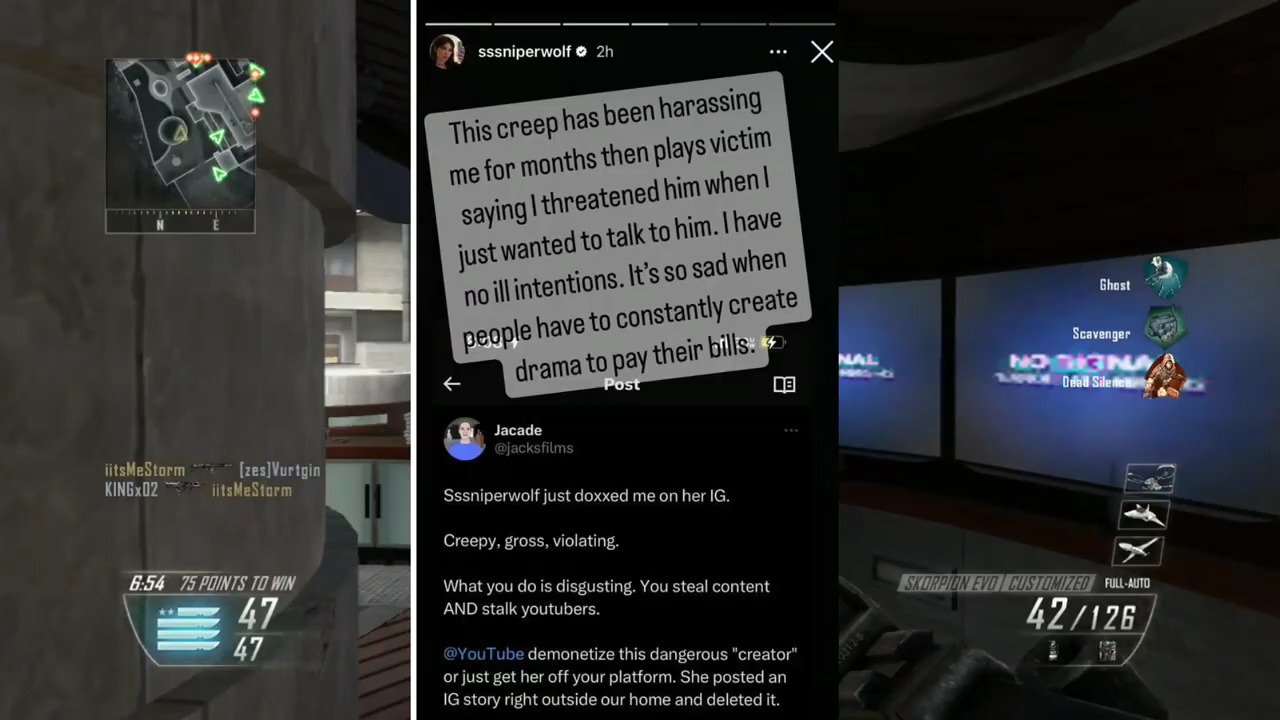 sssniperwolf 2h
This creep has been harassing
me for months then plays victim
saying I threatened him when I
just wanted to talk to him. I have
no ill intentions. It's so sad when
people have to constantly create
drama to pay their bills.
Post
Jacade
@jacksfilms
Sssniperwolf just doxxed me on her IG.
Creepy, gross, violating.
What you do is disgusting. You steal content
AND stalk youtubers.
@YouTube demonetize this dangerous "creator"
or just get her off your platform. She posted an
IG story right outside our home and deleted it.
N E
iitsMeStorm [zes]Vurtgin
KINGx02 iitsMeStorm
6:54 75 POINTS TO WIN
47
47
Ghost
Scavenger
Dead Silence
SKORPION EVO CUSTOMIZED FULL-AUTO
42/126